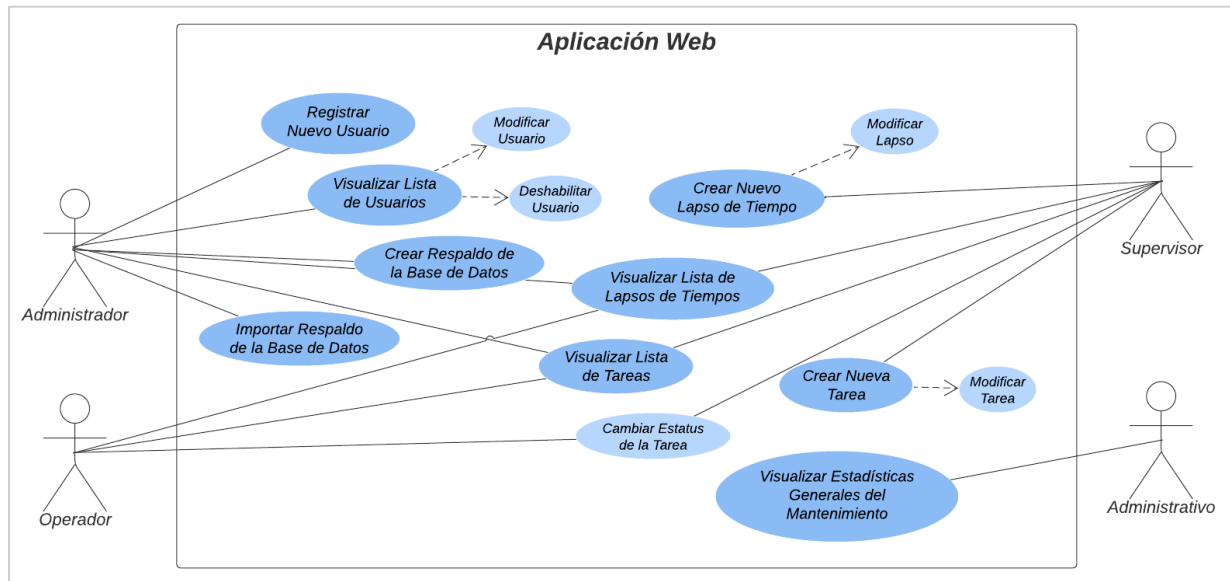 Aplicación Web
Registrar
Nuevo Usuario
Modificar
Usuario
Modificar
Lapso
Visualizar Lista
de Usuarios
Deshabilitar
Usuario
Crear Nuevo
Lapso de Tiempo
Supervisor
Crear Respaldo de
la Base de Datos
Visualizar Lista de
Lapsos de Tiempos
Administrador
Importar Respaldo
de la Base de Datos
Visualizar Lista
de Tareas
Crear Nueva
Tarea
Modificar
Tarea
Cambiar Estatus
de la Tarea
Visualizar Estadísticas
Generales del
Mantenimiento
Operador
Administrativo